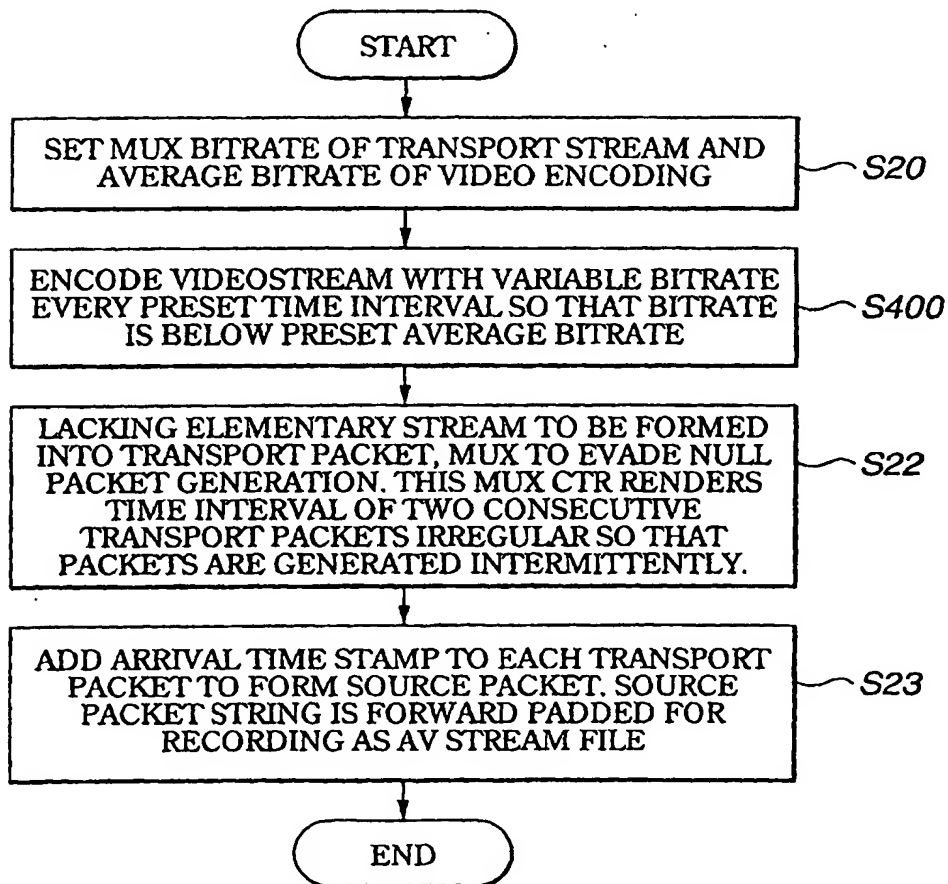 START
SET MUX BITRATE OF TRANSPORT STREAM AND
AVERAGE BITRATE OF VIDEO ENCODING
S20
ENCODE VIDEOSTREAM WITH VARIABLE BITRATE
EVERY PRESET TIME INTERVAL SO THAT BITRATE
IS BELOW PRESET AVERAGE BITRATE
S400
LACKING ELEMENTARY STREAM TO BE FORMED
INTO TRANSPORT PACKET, MUX TO EVADE NULL
PACKET GENERATION. THIS MUX CTR RENDERS
TIME INTERVAL OF TWO CONSECUTIVE
TRANSPORT PACKETS IRREGULAR SO THAT
PACKETS ARE GENERATED INTERMITTENTLY.
S22
ADD ARRIVAL TIME STAMP TO EACH TRANSPORT
PACKET TO FORM SOURCE PACKET. SOURCE
PACKET STRING IS FORWARD PADDED FOR
RECORDING AS AV STREAM FILE
S23
END